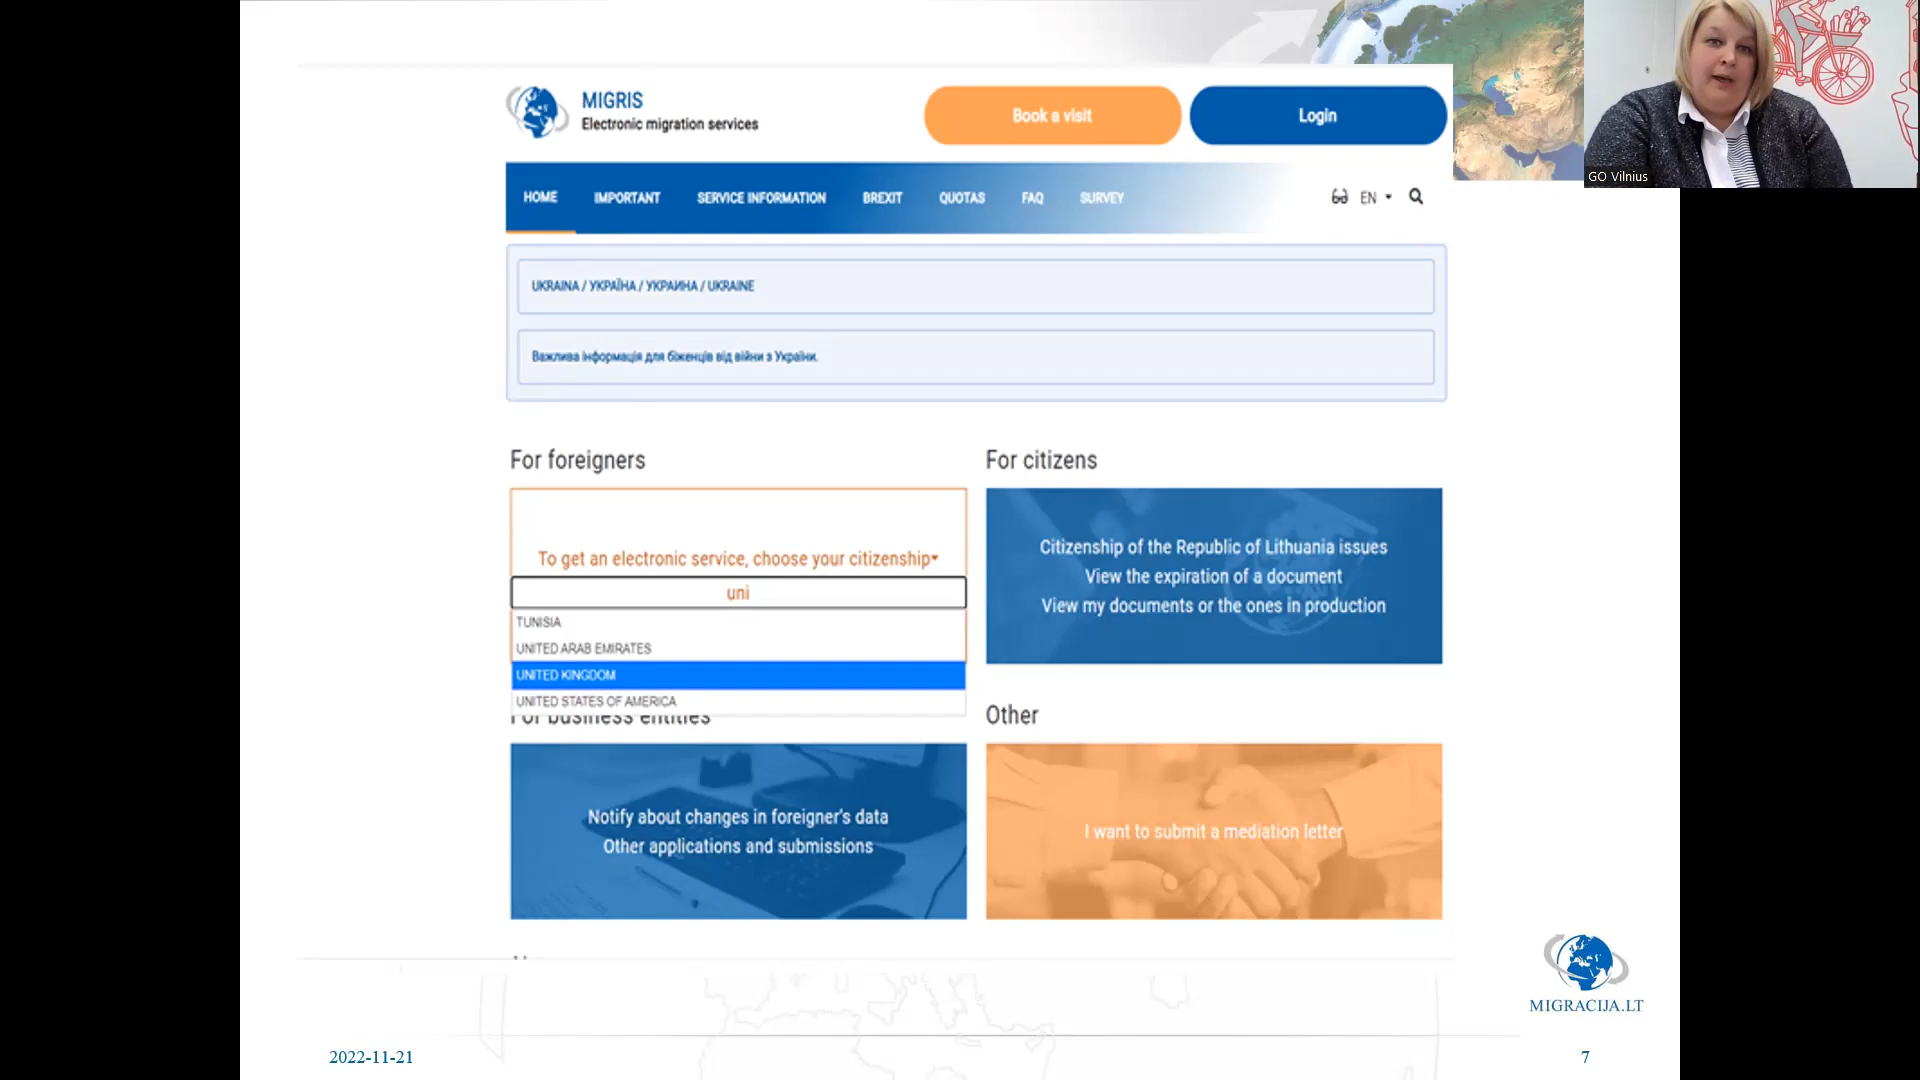 MIGRIS
Electronic migration services
Book a visit
Login
GO Vilnius
HOME
IMPORTANT
SERVICE INFORMATION
BREXIT
QUOTAS
FAQ
SURVEY
EN
UKRAINA / УКРАЇНА / УКРАИНА / UKRAINE
Важлива інформація для біженців від війни з України.
For foreigners
To get an electronic service, choose your citizenship
uni
TUNISIA
UNITED ARAB EMIRATES
UNITED KINGDOM
UNITED STATES OF AMERICA
For citizens
Citizenship of the Republic of Lithuania issues
View the expiration of a document
View my documents or the ones in production
For business entities
Notify about changes in foreigner's data
Other applications and submissions
Other
I want to submit a mediation letter
MIGRACIJA.LT
2022-11-21
7